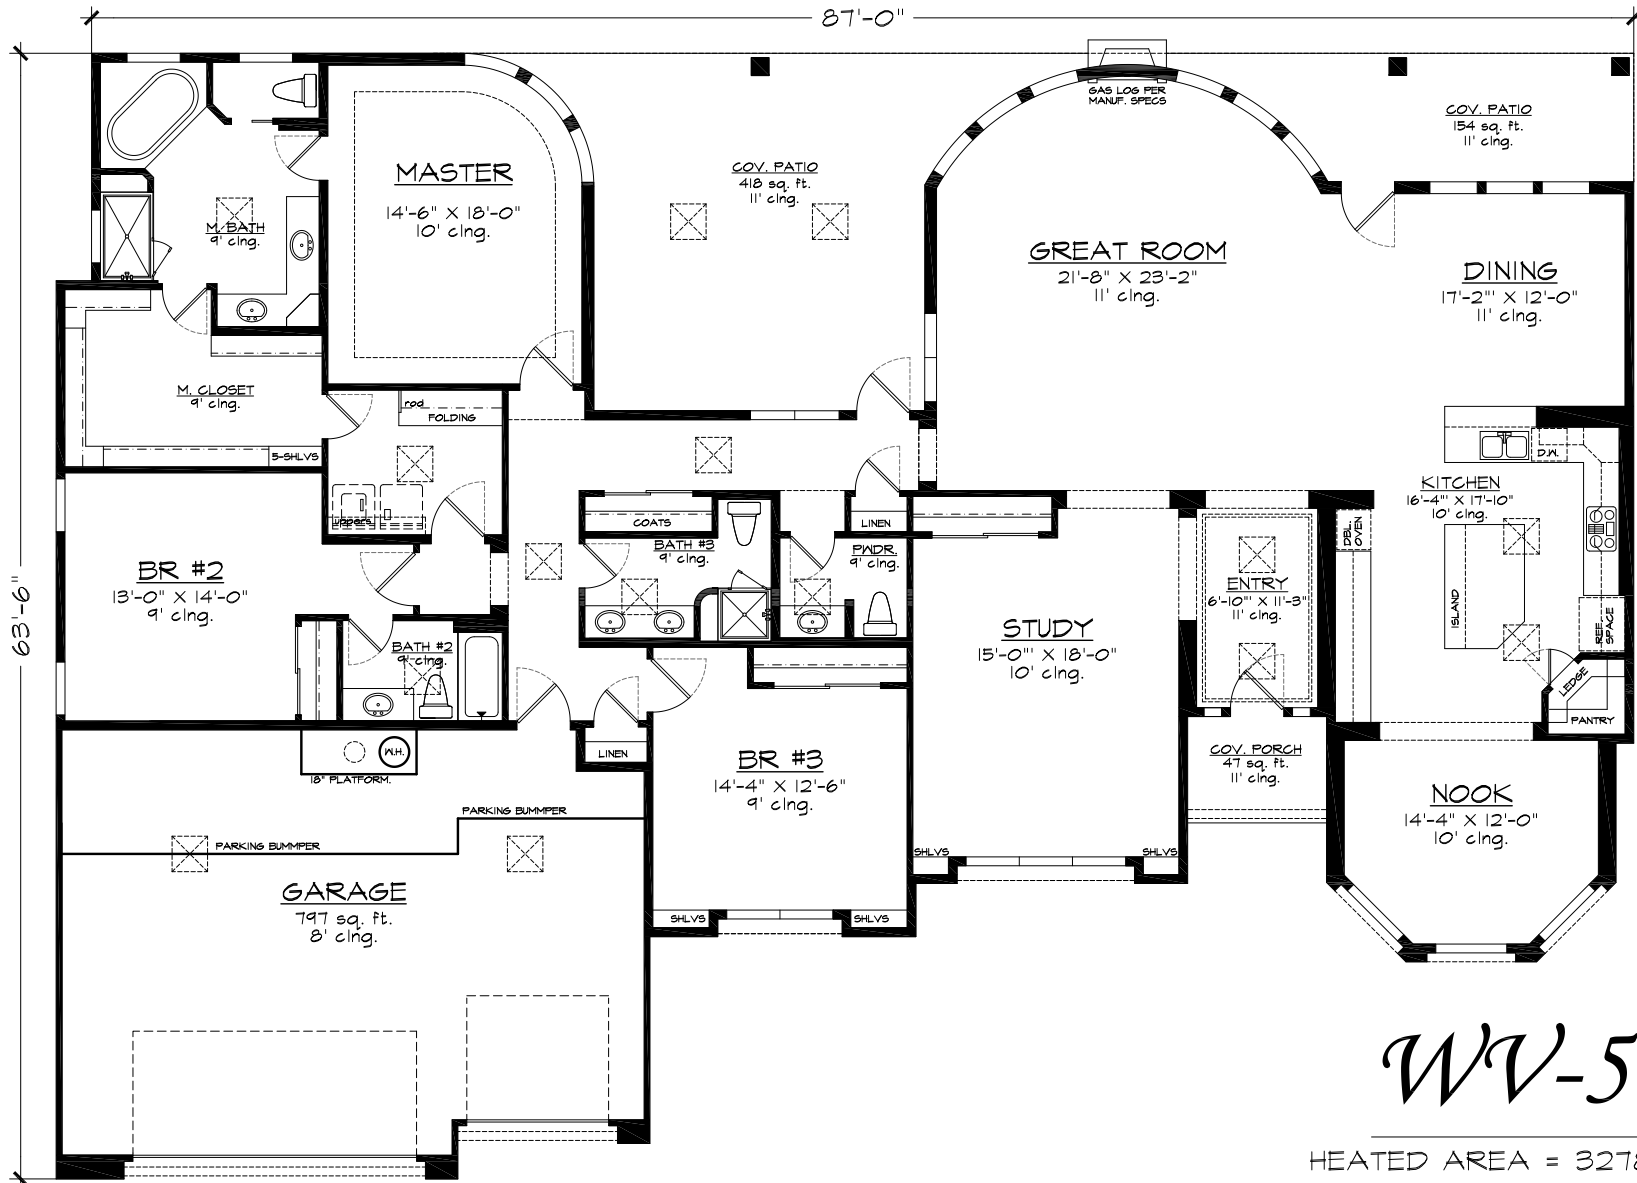 87'-0"
63'-6"
GAS LOG PER
MANUF. SPECS
COV. PATIO
154 sq. ft.
11' clng.
MASTER
14'-6" X 18'-0"
10' clng.
COV. PATIO
418 sq. ft.
11' clng.
M. BATH
9' clng.
GREAT ROOM
21'-8" X 23'-2"
11' clng.
DINING
17'-2"' X 12'-0"
11' clng.
M. CLOSET
9' clng.
rod
FOLDING
5-SHLVS
uppers
D.W.
KITCHEN
16'-4"' X 17'-10"
10' clng.
DBL.
OVEN
ISLAND
REF.
SPACE
LEDGE
PANTRY
COATS
LINEN
BATH #3
9' clng.
PWDR.
9' clng.
ENTRY
6'-10"' X 11'-3"
11' clng.
BR #2
13'-0" X 14'-0"
9' clng.
BATH #2
9' clng.
STUDY
15'-0"' X 18'-0"
10' clng.
W.H.
18" PLATFORM.
LINEN
BR #3
14'-4" X 12'-6"
9' clng.
COV. PORCH
47 sq. ft.
11' clng.
NOOK
14'-4" X 12'-0"
10' clng.
PARKING BUMMPER
PARKING BUMMPER
SHLVS
SHLVS
GARAGE
797 sq. ft.
8' clng.
SHLVS
SHLVS
WV-5
HEATED AREA = 3278